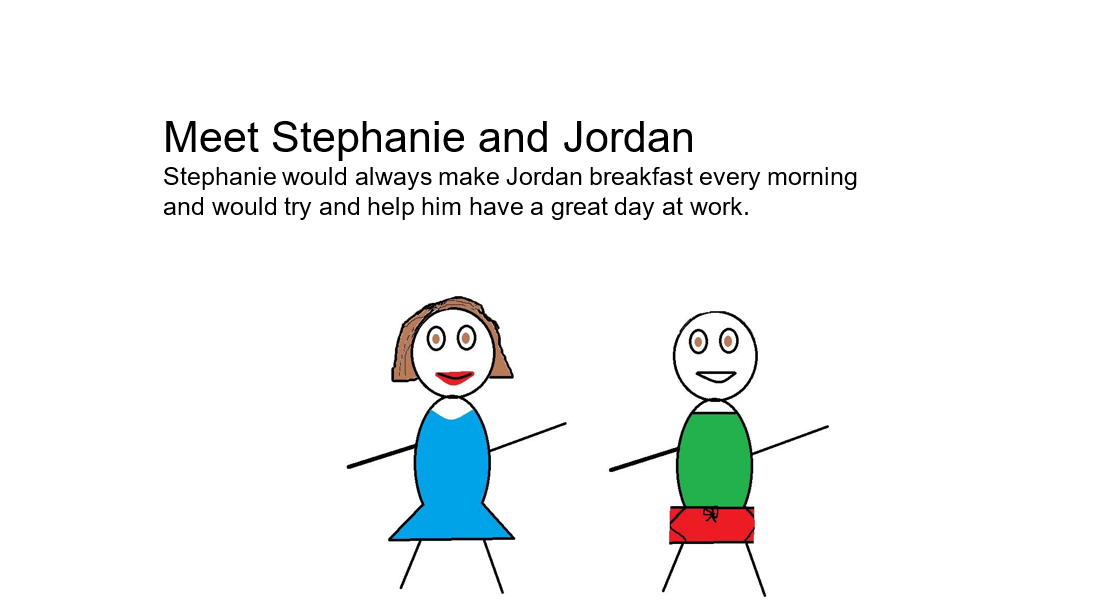 Meet Stephanie and Jordan
Stephanie would always make Jordan breakfast every morning
and would try and help him have a great day at work.